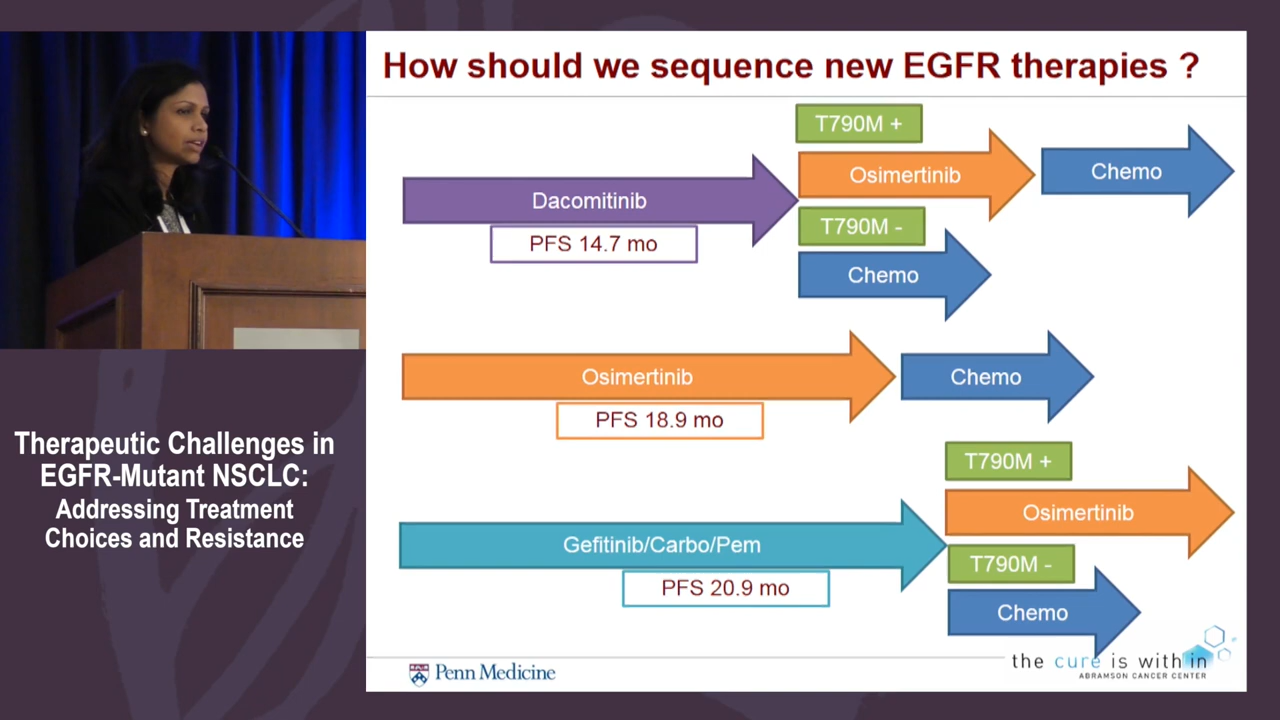 How should we sequence new EGFR therapies ?
T790M +
Osimertinib
Chemo
Dacomitinib
PFS 14.7 mo
T790M -
Chemo
Osimertinib
PFS 18.9 mo
Chemo
T790M +
Osimertinib
Gefitinib/Carbo/Pem
PFS 20.9 mo
T790M -
Chemo
Therapeutic Challenges in
EGFR-Mutant NSCLC:
Addressing Treatment
Choices and Resistance
Penn Medicine
the cure is within
ABRAMSON CANCER CENTER